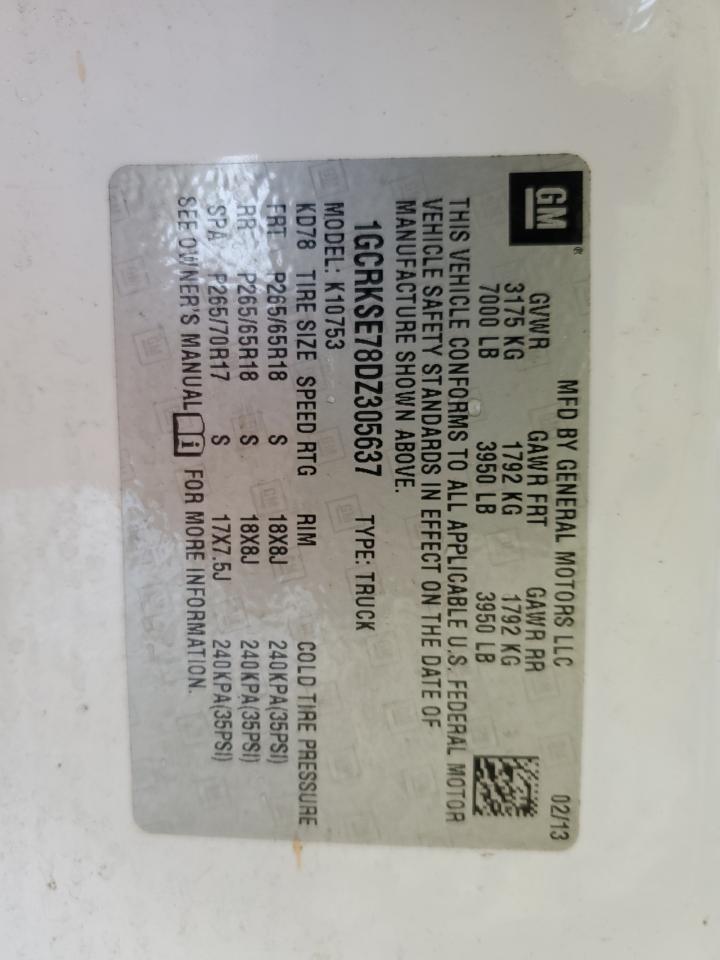 GM
MFD BY GENERAL MOTORS LLC 02/13
GVWR GAWR FRT GAWR RR
3175 KG 1792 KG 1792 KG
7000 LB 3950 LB 3950 LB
THIS VEHICLE CONFORMS TO ALL APPLICABLE U.S. FEDERAL MOTOR
VEHICLE SAFETY STANDARDS IN EFFECT ON THE DATE OF
MANUFACTURE SHOWN ABOVE.
1GCRKSE78DZ305637 TYPE: TRUCK
MODEL: K10753
KD78 TIRE SIZE SPEED RTG RIM COLD TIRE PRESSURE
FRT P265/65R18 S 18X8J 240KPA(35PSI)
RR P265/65R18 S 18X8J 240KPA(35PSI)
SPA P265/70R17 S 17X7.5J 240KPA(35PSI)
SEE OWNER'S MANUAL i FOR MORE INFORMATION.